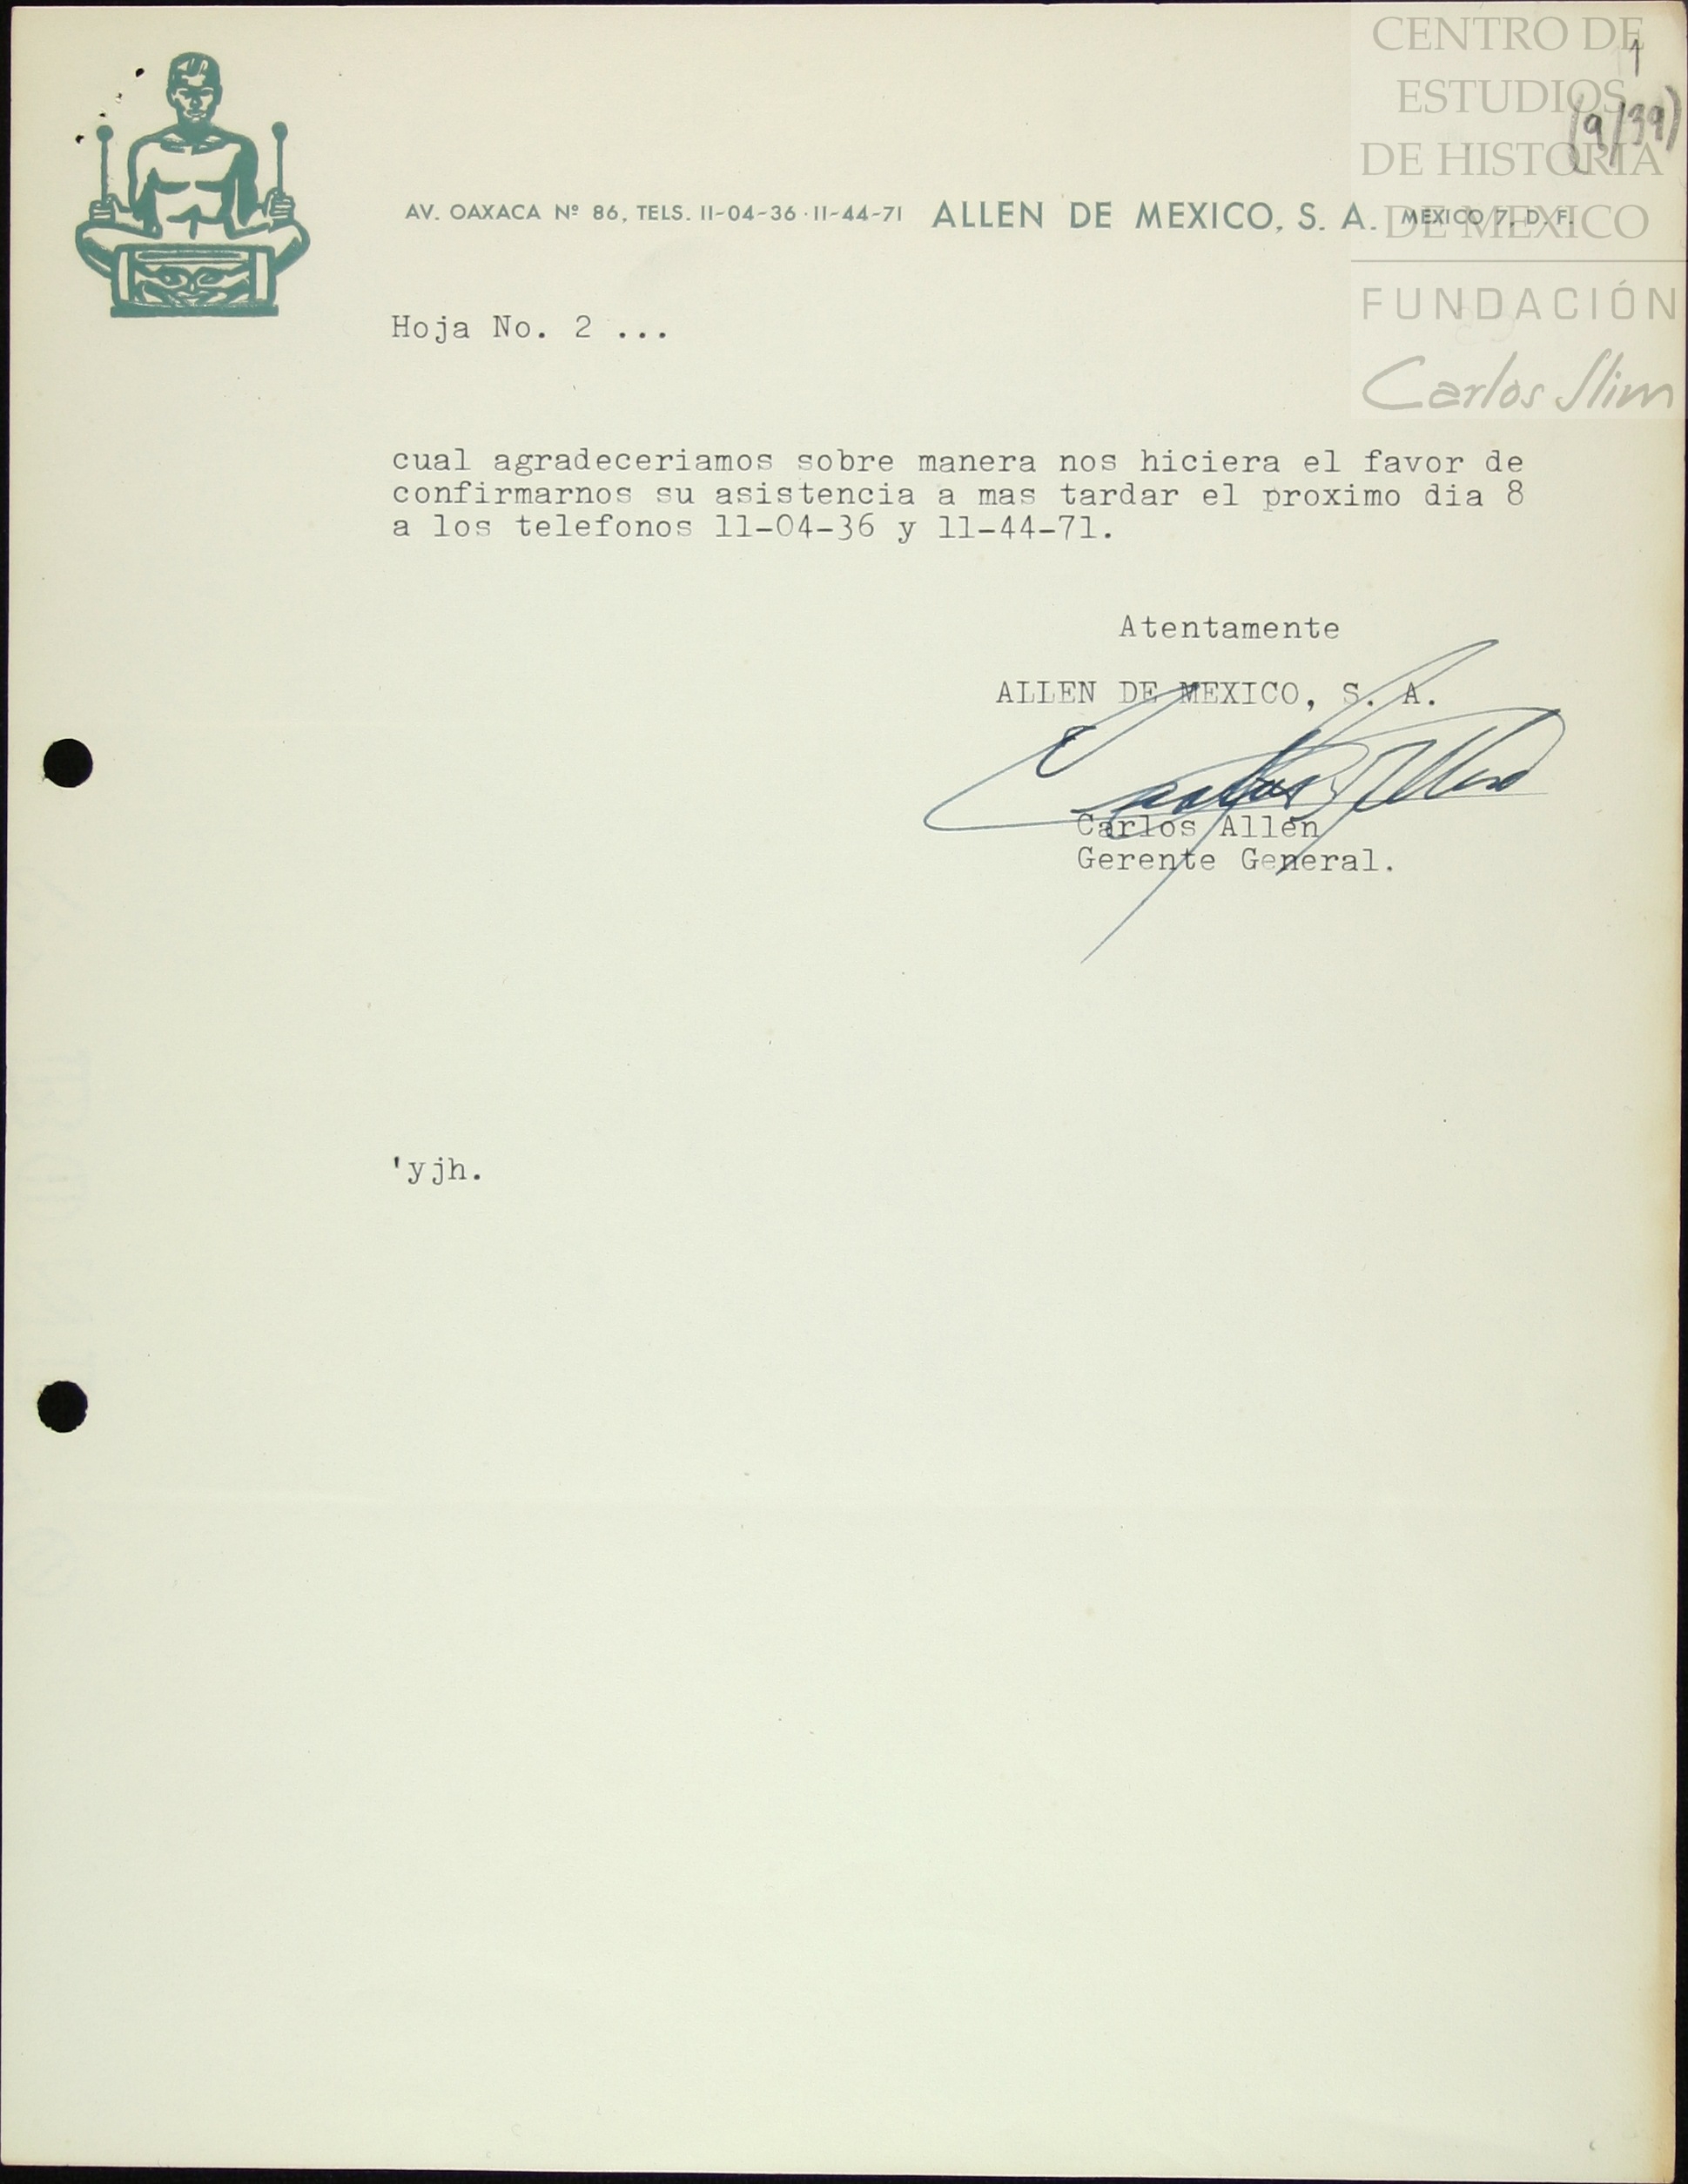 CENTRO DE
ESTUDIOS
DE HISTORIA
DE MEXICO
FUNDACIÓN
Carlos Slim
1
(9/39)
AV. OAXACA Nº 86, TELS. 11-04-36 · 11-44-71 ALLEN DE MEXICO, S. A. MEXICO 7, D. F.
Hoja No. 2 ...
cual agradeceriamos sobre manera nos hiciera el favor de
confirmarnos su asistencia a mas tardar el proximo dia 8
a los telefonos 11-04-36 y 11-44-71.
Atentamente
ALLEN DE MEXICO, S. A.
Carlos Allen
Carlos Allen
Gerente General.
'yjh.